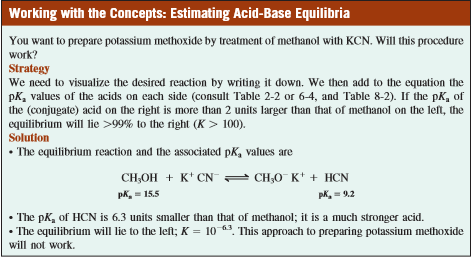 Working with the Concepts: Estimating Acid-Base Equilibria
You want to prepare potassium methoxide by treatment of methanol with KCN. Will this procedure
work?
Strategy
We need to visualize the desired reaction by writing it down. We then add to the equation the
pKₐ values of the acids on each side (consult Table 2-2 or 6-4, and Table 8-2). If the pKₐ of
the (conjugate) acid on the right is more than 2 units larger than that of methanol on the left, the
equilibrium will lie >99% to the right (K > 100).
Solution
• The equilibrium reaction and the associated pKₐ values are
CH₃OH + K⁺ CN⁻ ⇌ CH₃O⁻ K⁺ + HCN
pKₐ = 15.5 pKₐ = 9.2
• The pKₐ of HCN is 6.3 units smaller than that of methanol; it is a much stronger acid.
• The equilibrium will lie to the left; K = 10⁻⁶·³. This approach to preparing potassium methoxide
will not work.